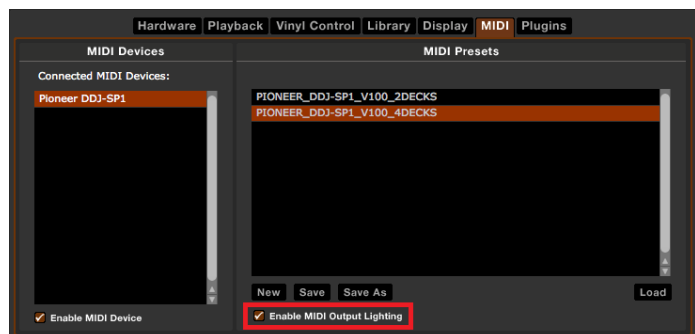 Hardware Playback Vinyl Control Library Display MIDI Plugins
MIDI Devices
Connected MIDI Devices:
Pioneer DDJ-SP1
Enable MIDI Device
MIDI Presets
PIONEER_DDJ-SP1_V100_2DECKS
PIONEER_DDJ-SP1_V100_4DECKS
New Save Save As Load
Enable MIDI Output Lighting